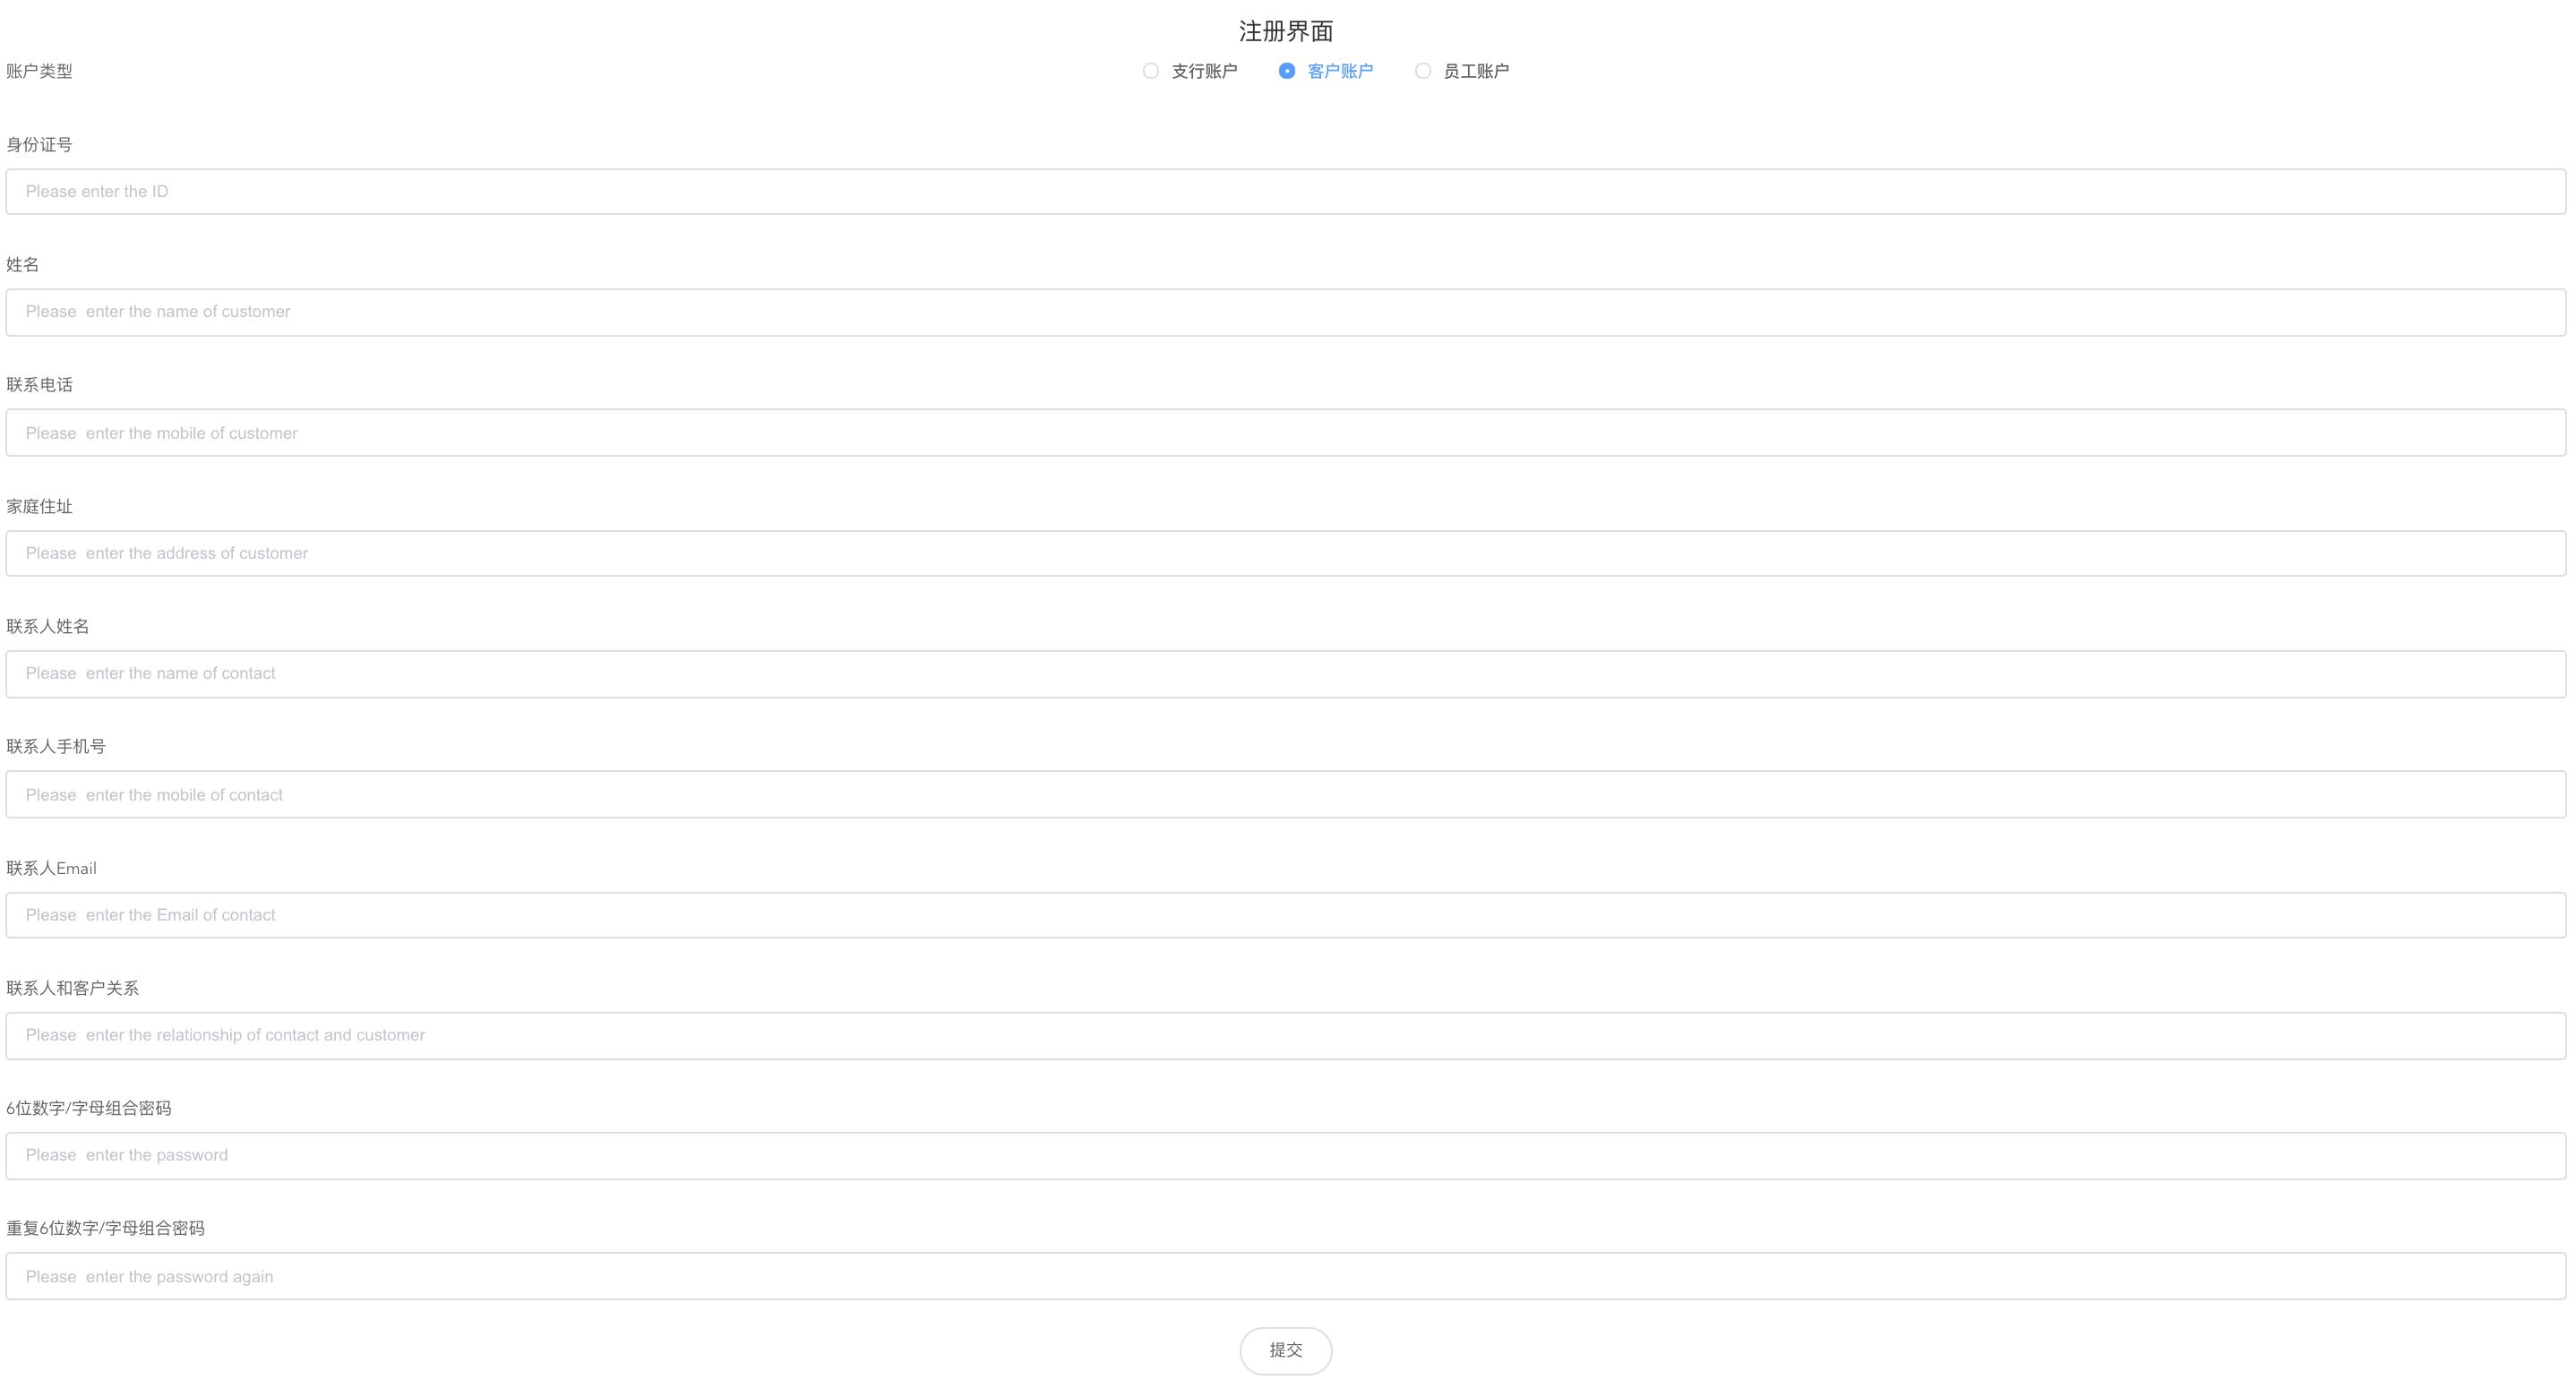 注册界面
账户类型 支行账户 客户账户 员工账户
身份证号
Please enter the ID
姓名
Please  enter the name of customer
联系电话
Please  enter the mobile of customer
家庭住址
Please  enter the address of customer
联系人姓名
Please  enter the name of contact
联系人手机号
Please  enter the mobile of contact
联系人Email
Please  enter the Email of contact
联系人和客户关系
Please  enter the relationship of contact and customer
6位数字/字母组合密码
Please  enter the password
重复6位数字/字母组合密码
Please  enter the password again
提交